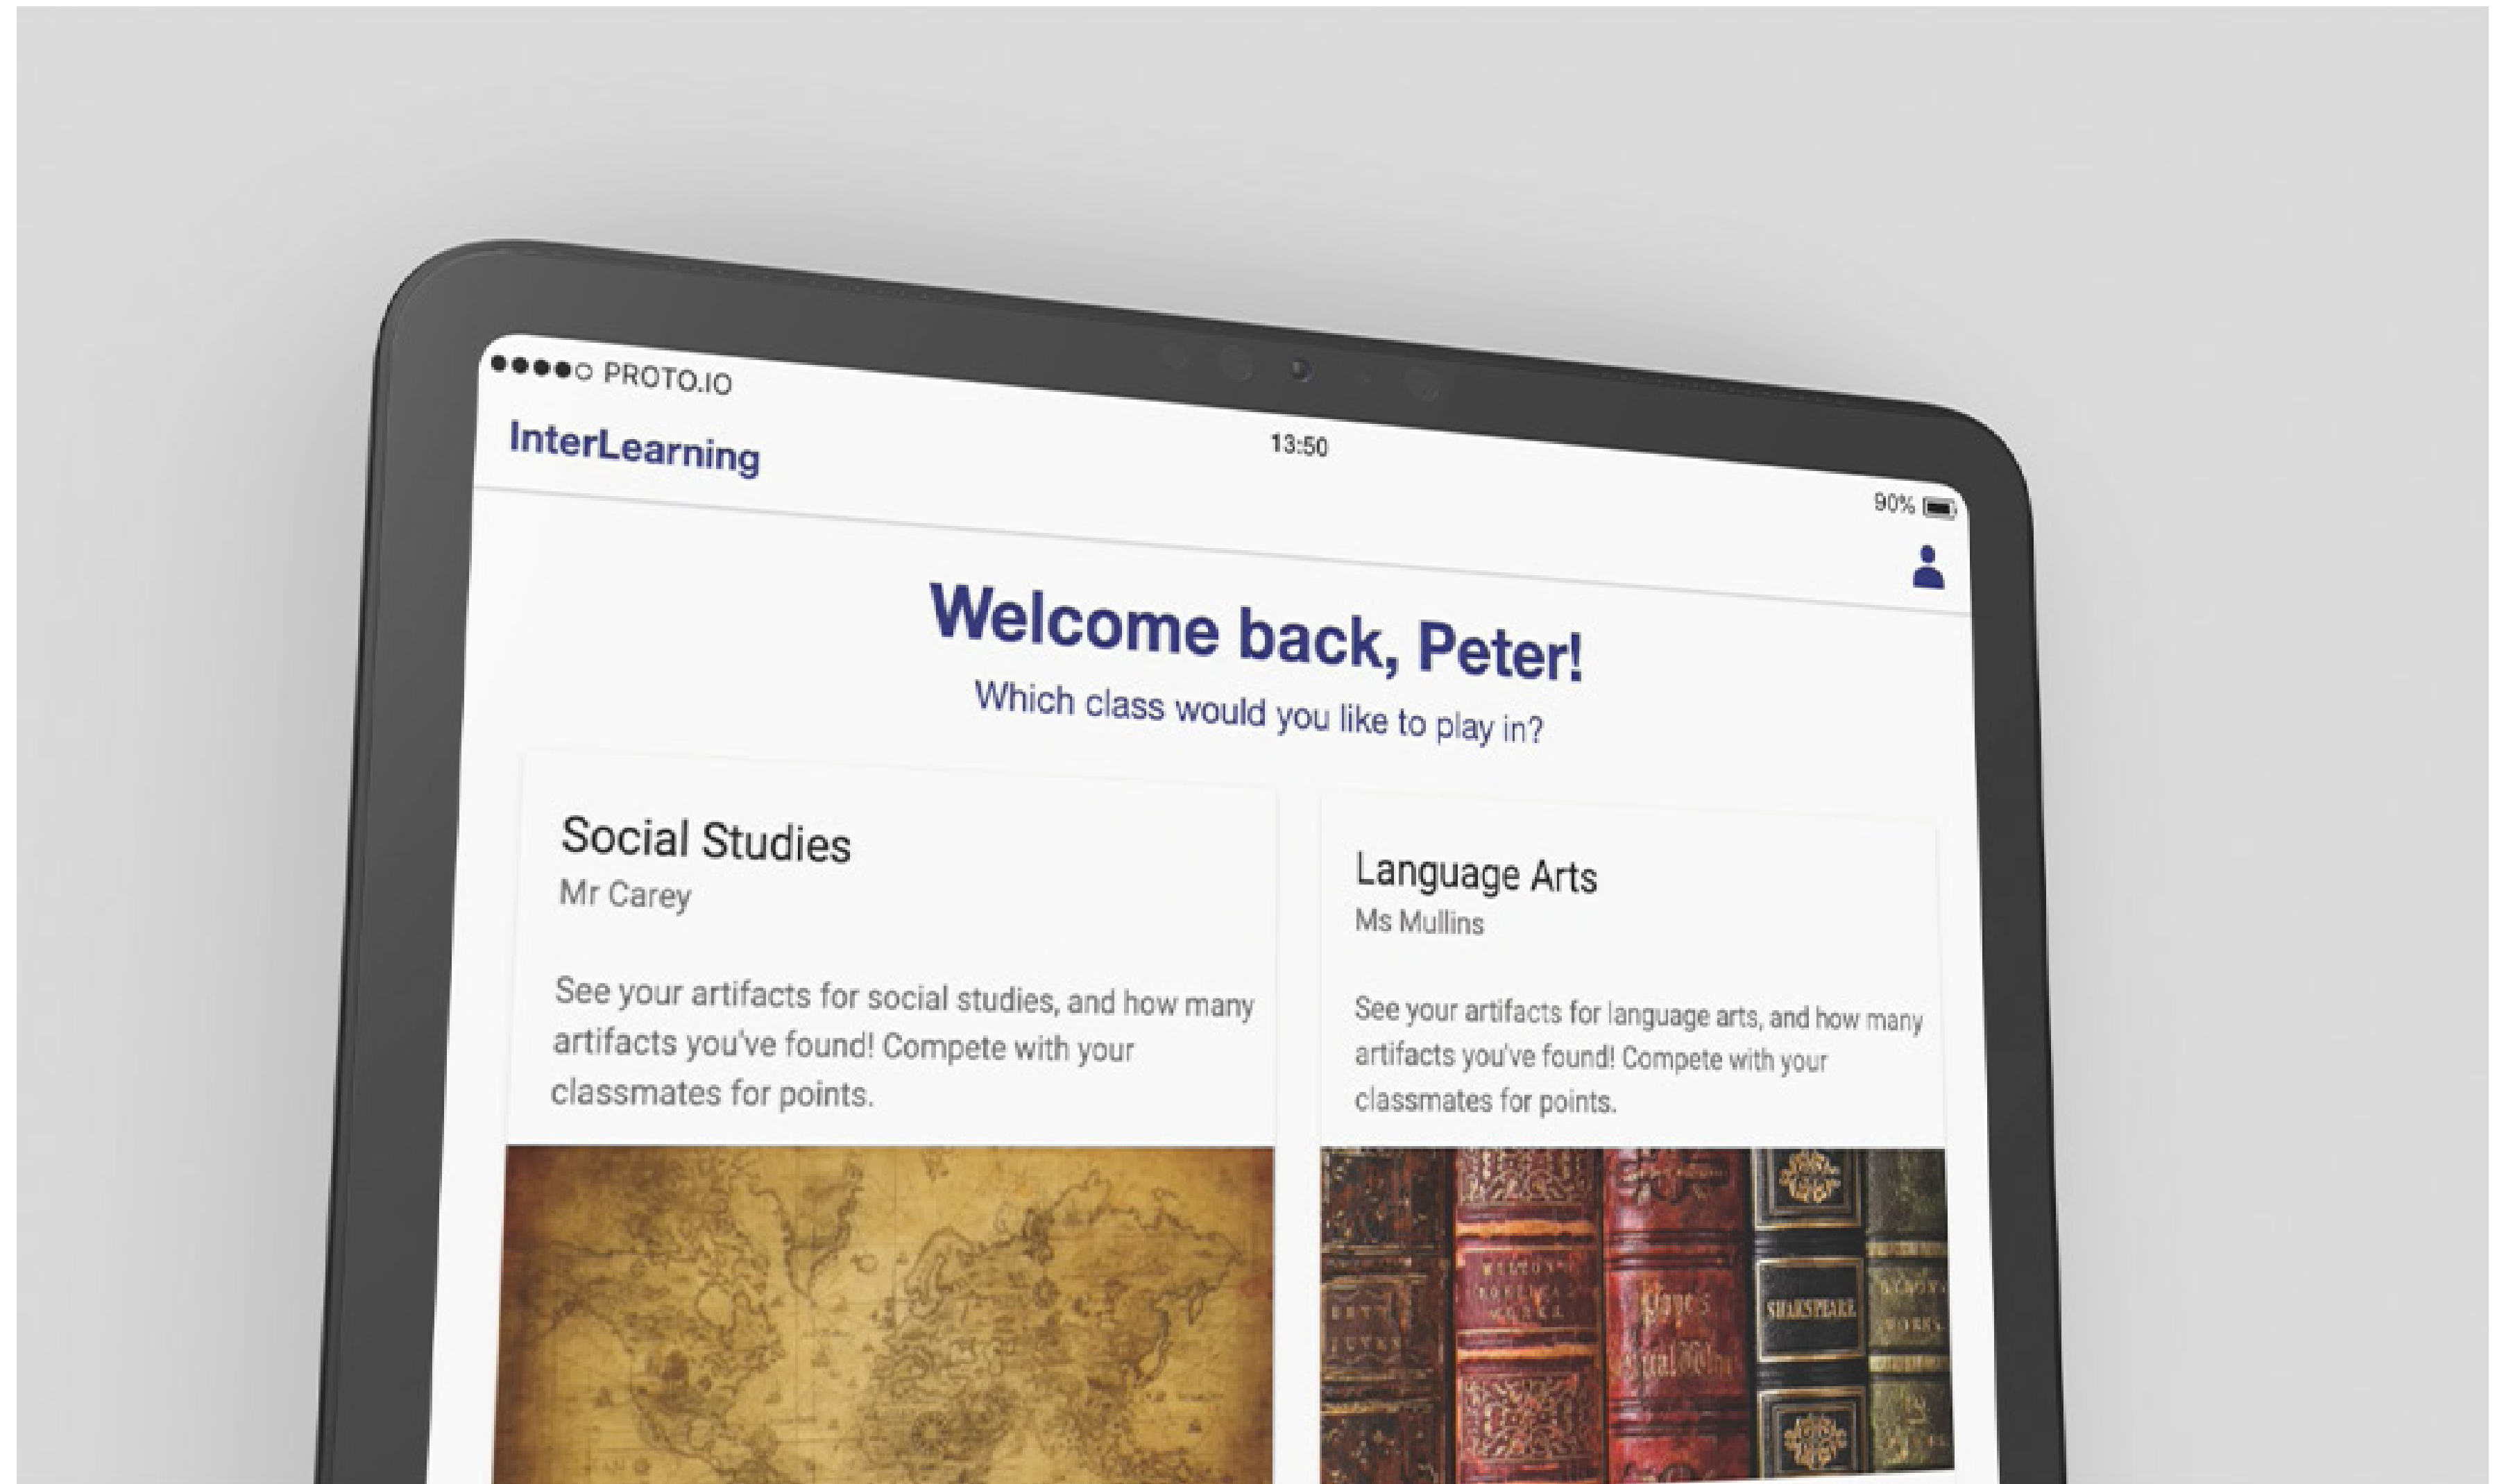 PROTO.IO
13:50
90%
InterLearning
Welcome back, Peter!
Which class would you like to play in?
Social Studies
Mr Carey
See your artifacts for social studies, and how many
artifacts you've found! Compete with your
classmates for points.
Language Arts
Ms Mullins
See your artifacts for language arts, and how many
artifacts you've found! Compete with your
classmates for points.
SHAKSPEARE
WORKS